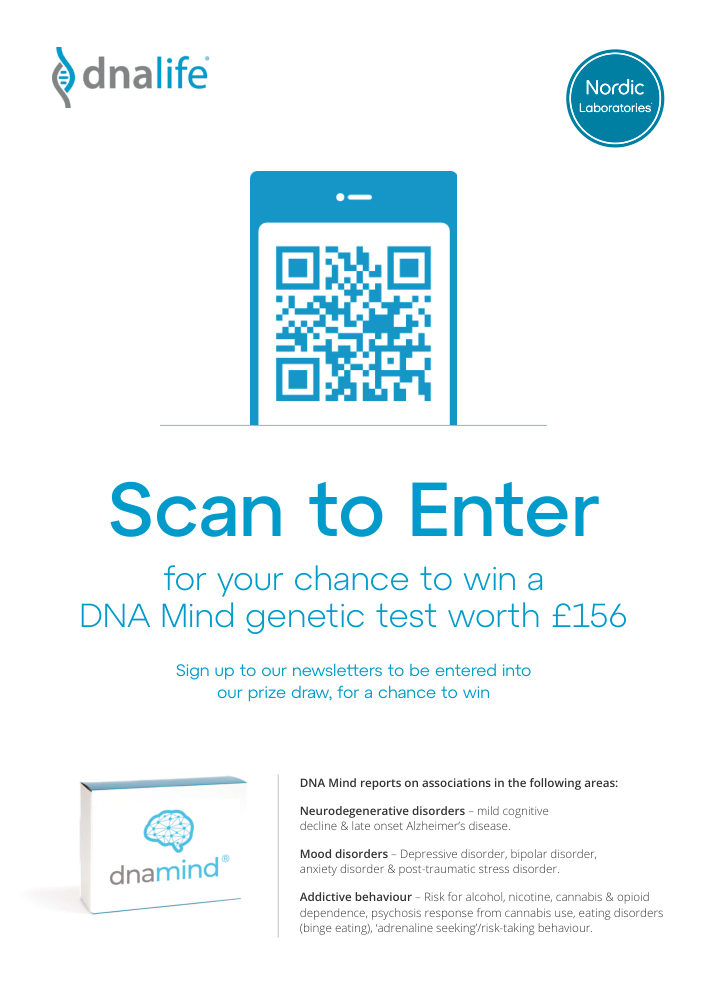 dnalife®
Nordic
Laboratories
Scan to Enter
for your chance to win a
DNA Mind genetic test worth £156
Sign up to our newsletters to be entered into
our prize draw, for a chance to win
dnamind®
DNA Mind reports on associations in the following areas:
Neurodegenerative disorders – mild cognitive
decline & late onset Alzheimer's disease.
Mood disorders – Depressive disorder, bipolar disorder,
anxiety disorder & post-traumatic stress disorder.
Addictive behaviour – Risk for alcohol, nicotine, cannabis & opioid
dependence, psychosis response from cannabis use, eating disorders
(binge eating), 'adrenaline seeking'/risk-taking behaviour.